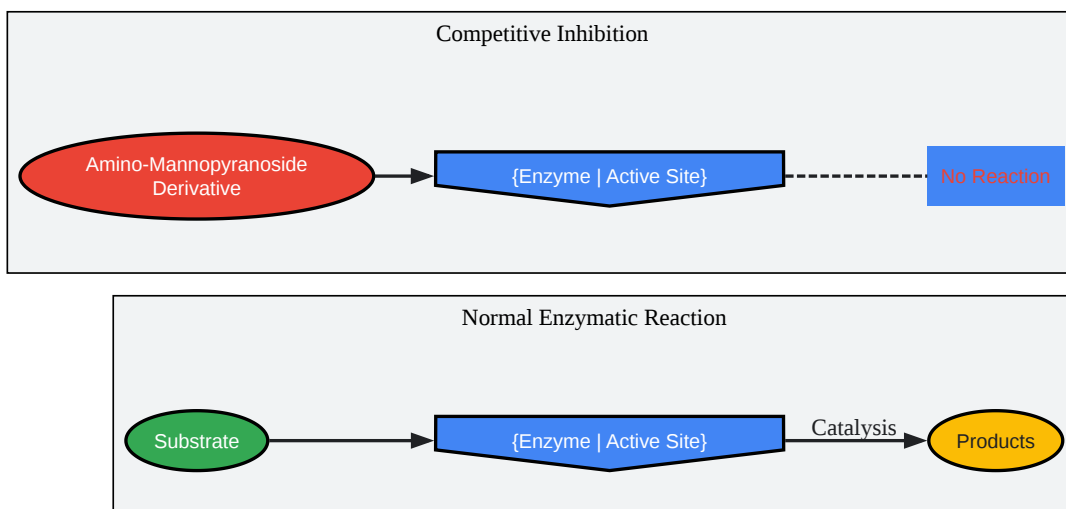 Competitive Inhibition
Amino-Mannopyranoside
Derivative
{Enzyme | Active Site}
No Reaction
Normal Enzymatic Reaction
Substrate
{Enzyme | Active Site}
Catalysis
Products